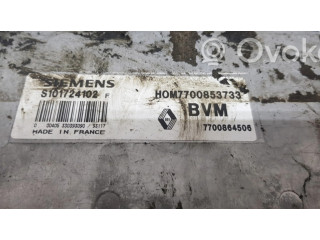 Ovoko
SIEMENS
S101724102
HOM7700853733
BVM
7700864506
MADE IN FRANCE